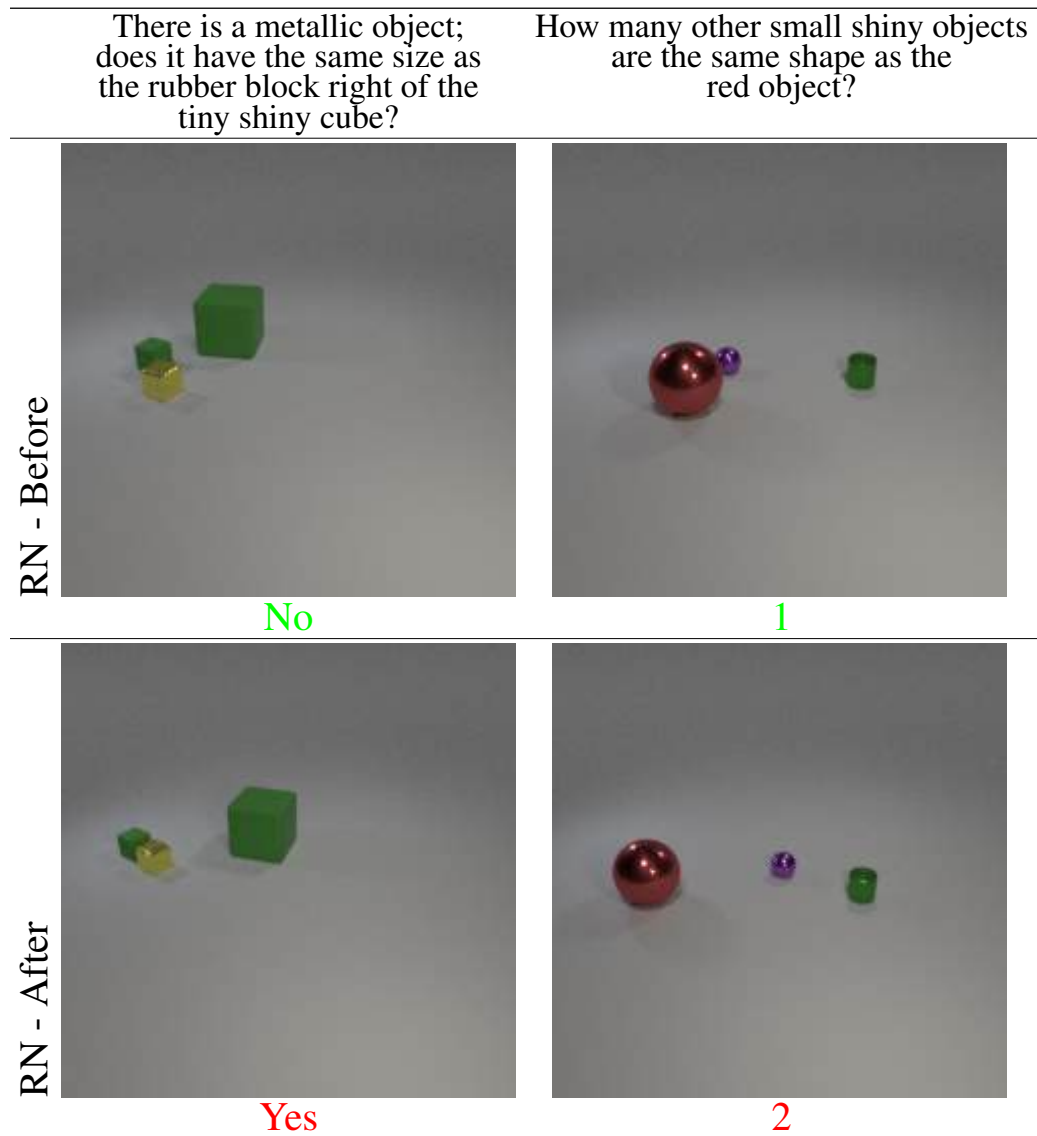 There is a metallic object;
does it have the same size as
the rubber block right of the
tiny shiny cube?
How many other small shiny objects
are the same shape as the
red object?
RN - Before
No
1
RN - After
Yes
2